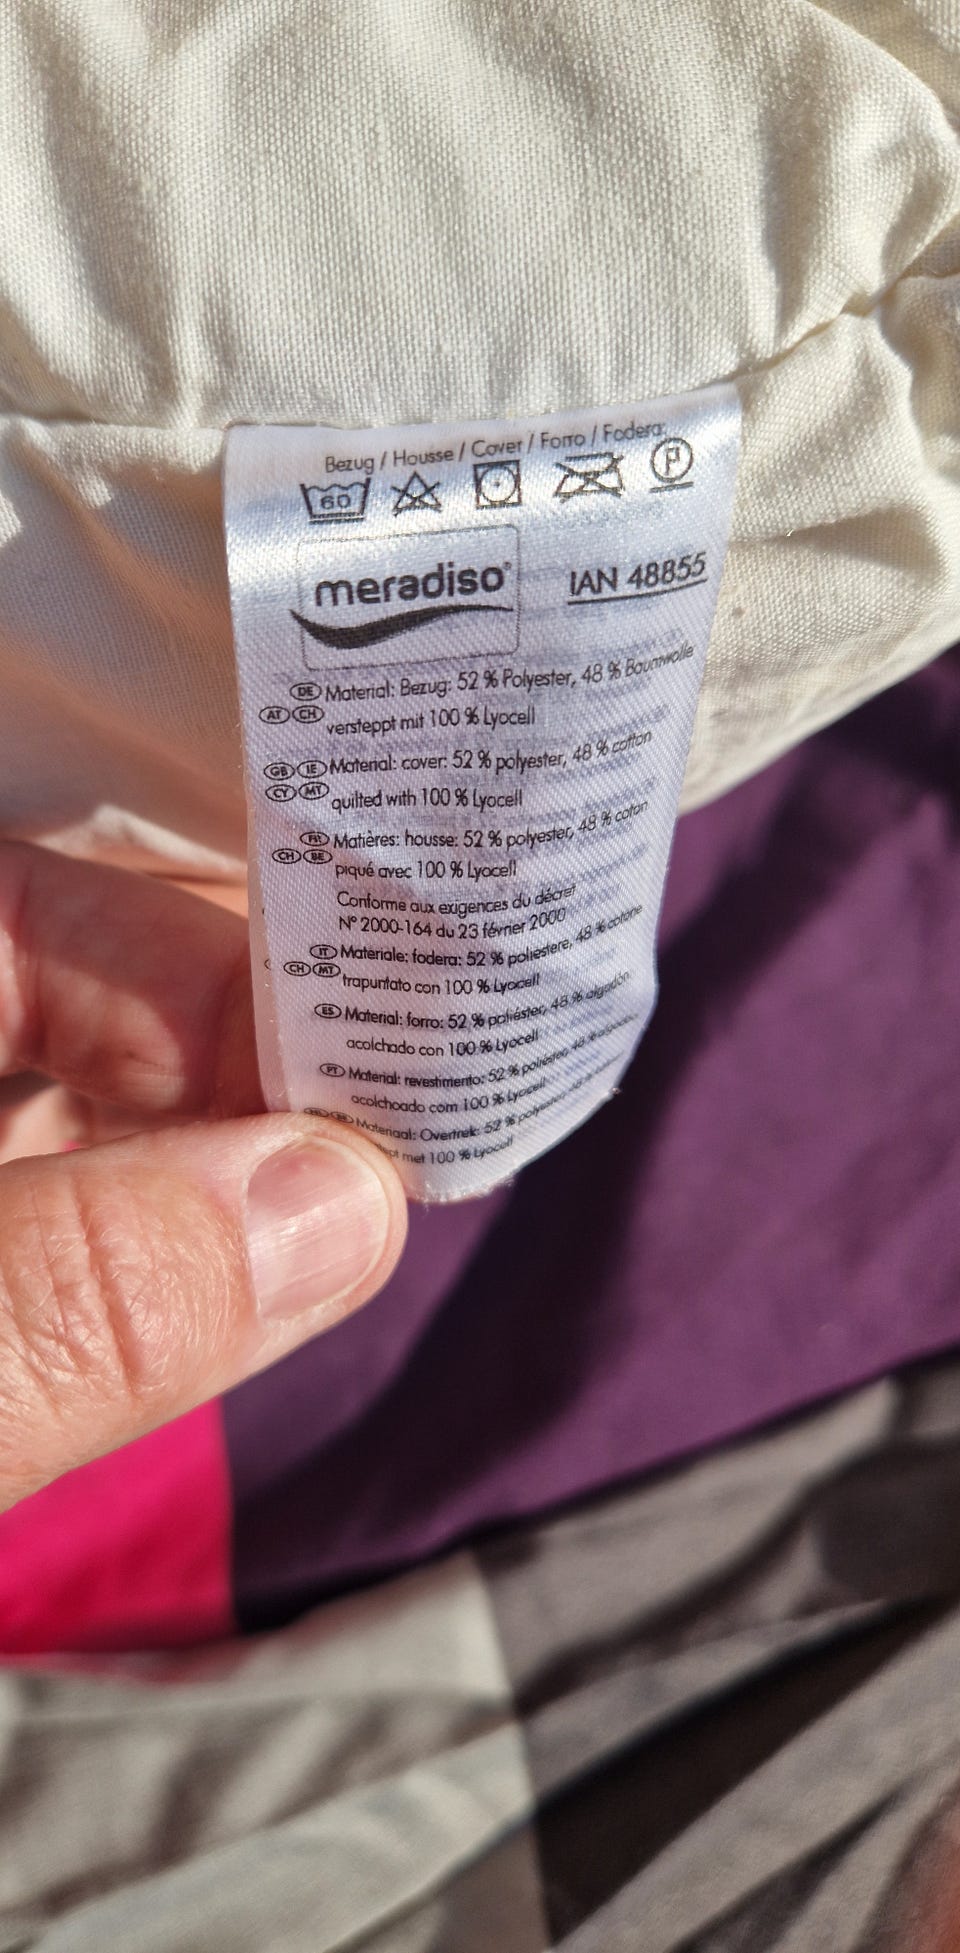 Bezug / Housse / Cover / Forro / Fodera:
60 P
meradiso®
IAN 48855
DE Material: Bezug: 52 % Polyester, 48 % Baumwolle
AT CH versteppt mit 100 % Lyocell
GB IE Material: cover: 52 % polyester, 48 % cotton
CY MT quilted with 100 % Lyocell
FR Matières: housse: 52 % polyester, 48 % coton
CH BE piqué avec 100 % Lyocell
Conforme aux exigences du décret
N° 2000-164 du 23 février 2000
IT Materiale: fodera: 52 % poliestere, 48 % cotone
CH MT trapuntato con 100 % Lyocell
ES Material: forro: 52 % poliéster, 48 % algodón
acolchado con 100 % Lyocell
PT Material: revestimento: 52 % poliéster, 48 %
acolchoado com 100 % Lyocell
Materiaal: Overtrek: 52 % polyester, 48 %
met 100 % Lyocell